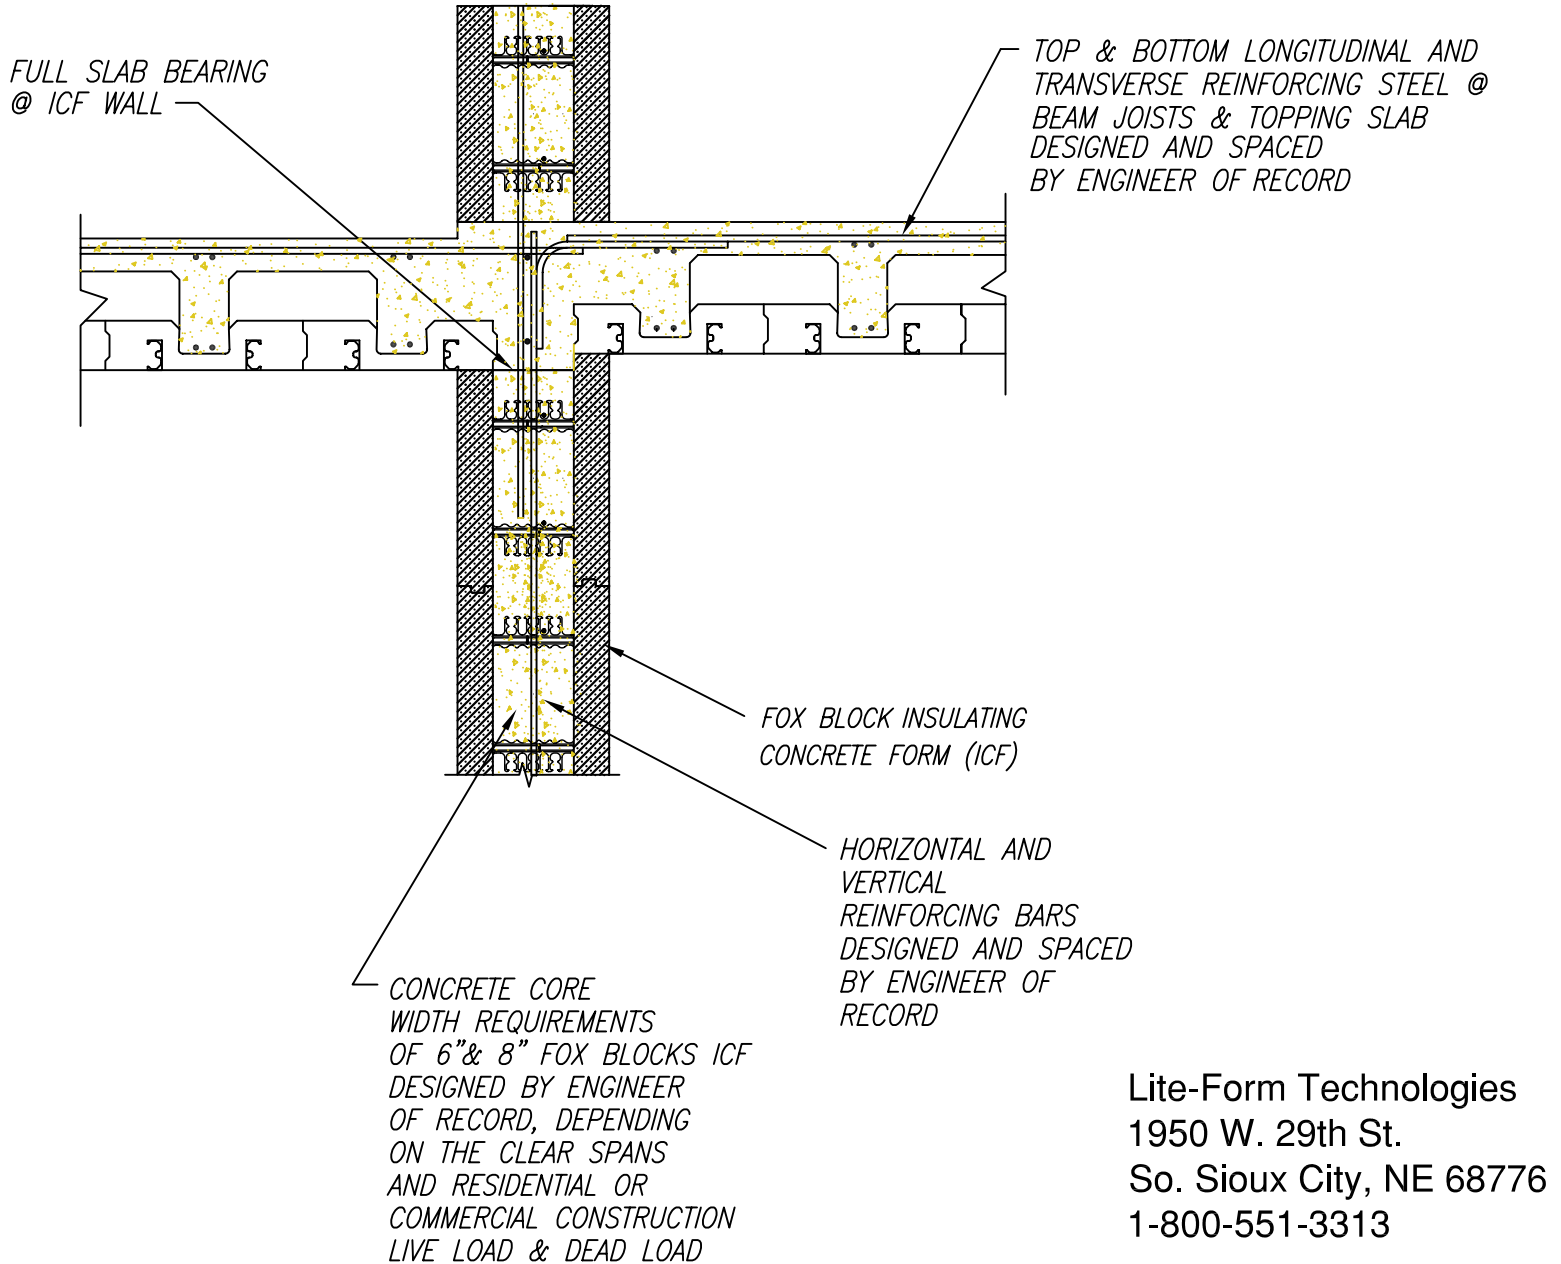 FULL SLAB BEARING
@ ICF WALL
TOP & BOTTOM LONGITUDINAL AND
TRANSVERSE REINFORCING STEEL @
BEAM JOISTS & TOPPING SLAB
DESIGNED AND SPACED
BY ENGINEER OF RECORD
FOX BLOCK INSULATING
CONCRETE FORM (ICF)
HORIZONTAL AND
VERTICAL
REINFORCING BARS
DESIGNED AND SPACED
BY ENGINEER OF
RECORD
CONCRETE CORE
WIDTH REQUIREMENTS
OF 6”& 8” FOX BLOCKS ICF
DESIGNED BY ENGINEER
OF RECORD, DEPENDING
ON THE CLEAR SPANS
AND RESIDENTIAL OR
COMMERCIAL CONSTRUCTION
LIVE LOAD & DEAD LOAD
Lite-Form Technologies
1950 W. 29th St.
So. Sioux City, NE 68776
1-800-551-3313